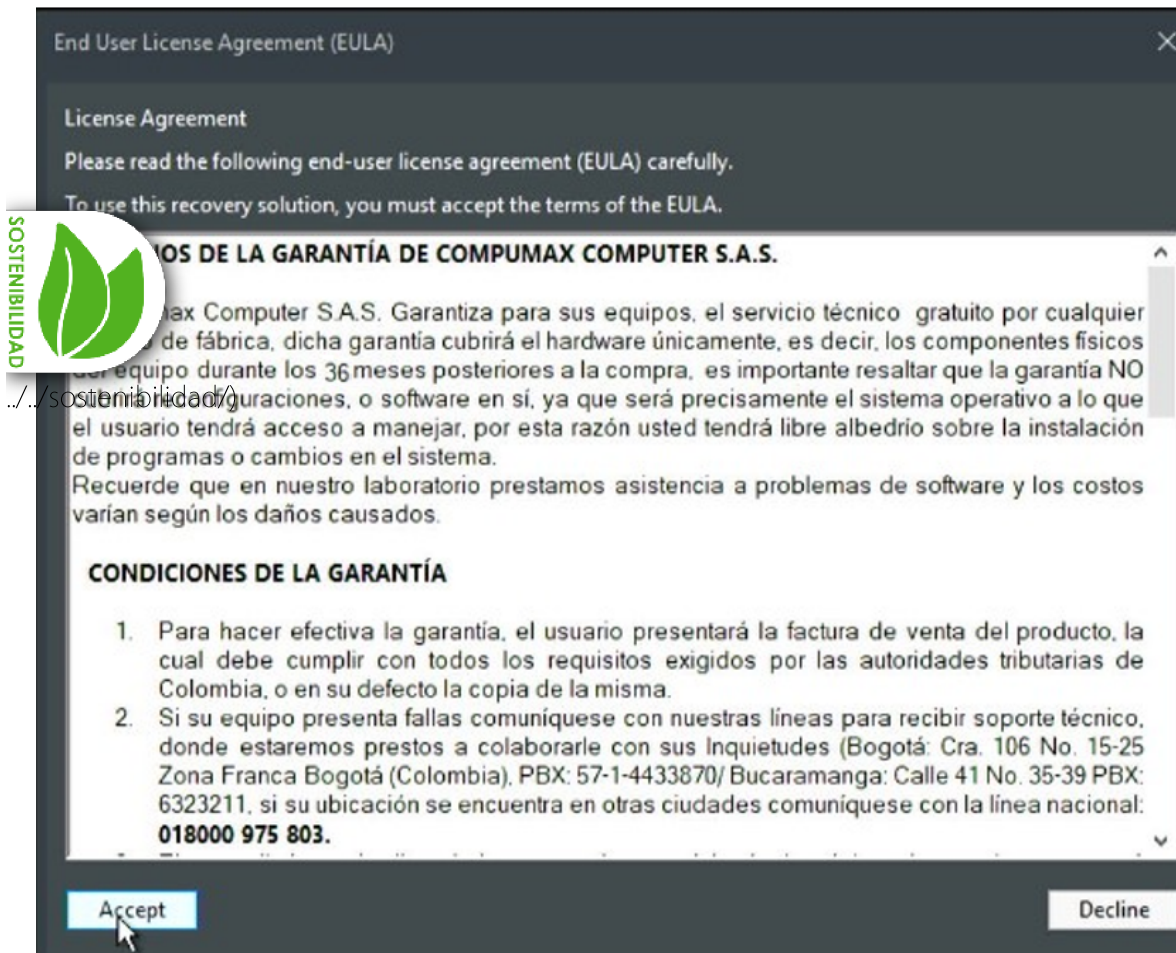 End User License Agreement (EULA)
License Agreement
Please read the following end-user license agreement (EULA) carefully.
To use this recovery solution, you must accept the terms of the EULA.
SOSTENIBILIDAD
OS DE LA GARANTÍA DE COMPUMAX COMPUTER S.A.S.
ax Computer S.A.S. Garantiza para sus equipos, el servicio técnico gratuito por cualquier
de fábrica, dicha garantía cubrirá el hardware únicamente, es decir, los componentes físicos
equipo durante los 36 meses posteriores a la compra, es importante resaltar que la garantía NO
../../sostenibilidad/)
guraciones, o software en sí, ya que será precisamente el sistema operativo a lo que
el usuario tendrá acceso a manejar, por esta razón usted tendrá libre albedrío sobre la instalación
de programas o cambios en el sistema.
Recuerde que en nuestro laboratorio prestamos asistencia a problemas de software y los costos
varían según los daños causados.
CONDICIONES DE LA GARANTÍA
1. Para hacer efectiva la garantía, el usuario presentará la factura de venta del producto, la
cual debe cumplir con todos los requisitos exigidos por las autoridades tributarias de
Colombia, o en su defecto la copia de la misma.
2. Si su equipo presenta fallas comuníquese con nuestras líneas para recibir soporte técnico,
donde estaremos prestos a colaborarle con sus Inquietudes (Bogotá: Cra. 106 No. 15-25
Zona Franca Bogotá (Colombia), PBX: 57-1-4433870/ Bucaramanga: Calle 41 No. 35-39 PBX:
6323211, si su ubicación se encuentra en otras ciudades comuníquese con la línea nacional:
018000 975 803.
Accept
Decline